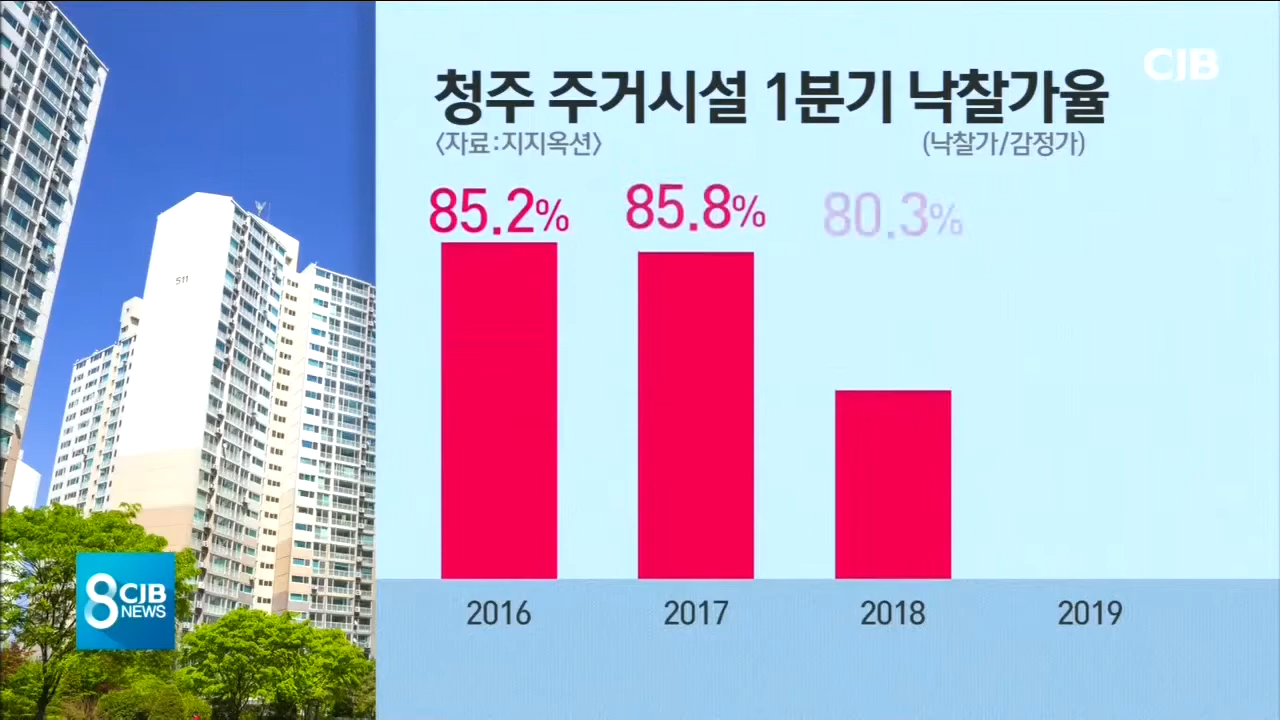 CJB
청주 주거시설 1분기 낙찰가율
〈자료:지지옥션〉 (낙찰가/감정가)
85.2% 85.8% 80.3%
511
2016 2017 2018 2019
8 CJB
NEWS